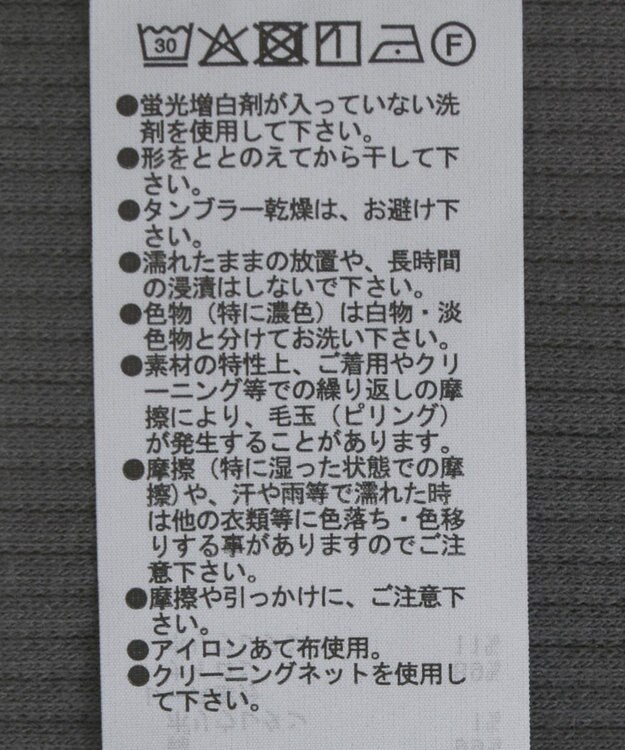 30 F
●蛍光増白剤が入っていない洗
剤を使用して下さい。
●形をととのえてから干して下
さい。
●タンブラー乾燥は、お避け下
さい。
●濡れたままの放置や、長時間
の浸漬はしないで下さい。
●色物（特に濃色）は白物・淡
色物と分けてお洗い下さい。
●素材の特性上、ご着用やクリ
ーニング等での繰り返しの摩
擦により、毛玉（ピリング）
が発生することがあります。
●摩擦（特に湿った状態での摩
擦)や、汗や雨等で濡れた時
は他の衣類等に色落ち・色移
りする事がありますのでご注
意下さい。
●摩擦や引っかけに、ご注意下
さい。
●アイロンあて布使用。
●クリーニングネットを使用し
て下さい。